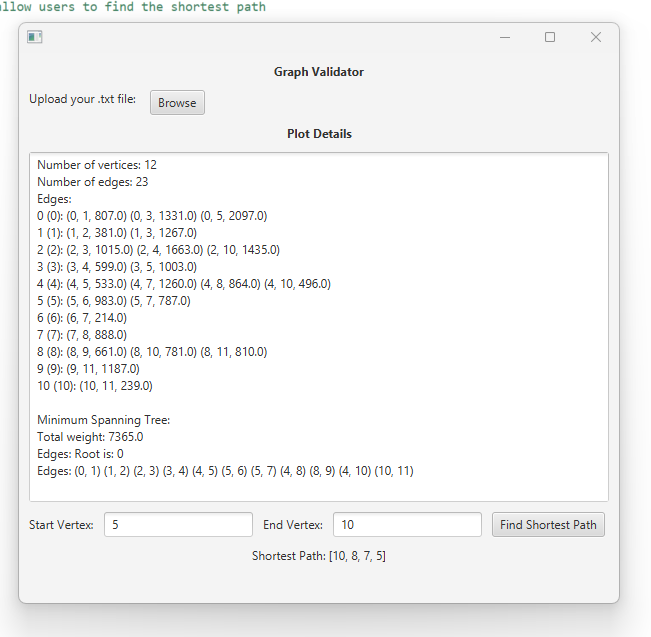 allow users to find the shortest path
Graph Validator
Upload your .txt file: Browse
Plot Details
Number of vertices: 12
Number of edges: 23
Edges:
0 (0): (0, 1, 807.0) (0, 3, 1331.0) (0, 5, 2097.0)
1 (1): (1, 2, 381.0) (1, 3, 1267.0)
2 (2): (2, 3, 1015.0) (2, 4, 1663.0) (2, 10, 1435.0)
3 (3): (3, 4, 599.0) (3, 5, 1003.0)
4 (4): (4, 5, 533.0) (4, 7, 1260.0) (4, 8, 864.0) (4, 10, 496.0)
5 (5): (5, 6, 983.0) (5, 7, 787.0)
6 (6): (6, 7, 214.0)
7 (7): (7, 8, 888.0)
8 (8): (8, 9, 661.0) (8, 10, 781.0) (8, 11, 810.0)
9 (9): (9, 11, 1187.0)
10 (10): (10, 11, 239.0)
Minimum Spanning Tree:
Total weight: 7365.0
Edges: Root is: 0
Edges: (0, 1) (1, 2) (2, 3) (3, 4) (4, 5) (5, 6) (5, 7) (4, 8) (8, 9) (4, 10) (10, 11)
Start Vertex: 5 End Vertex: 10 Find Shortest Path
Shortest Path: [10, 8, 7, 5]